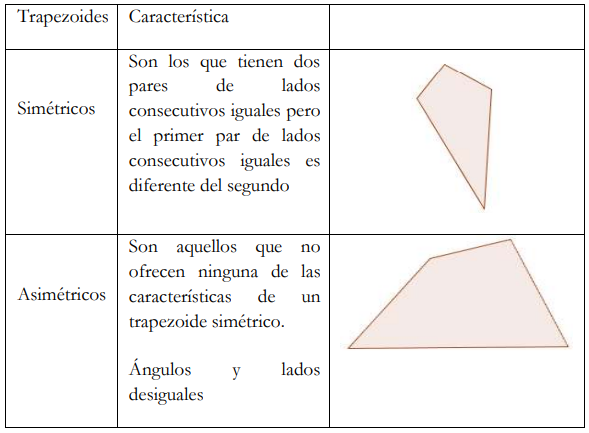 Trapezoides Característica
Simétricos
Son los que tienen dos
pares de lados
consecutivos iguales pero
el primer par de lados
consecutivos iguales es
diferente del segundo
Asimétricos
Son aquellos que no
ofrecen ninguna de las
características de un
trapezoide simétrico.
Ángulos y lados
desiguales